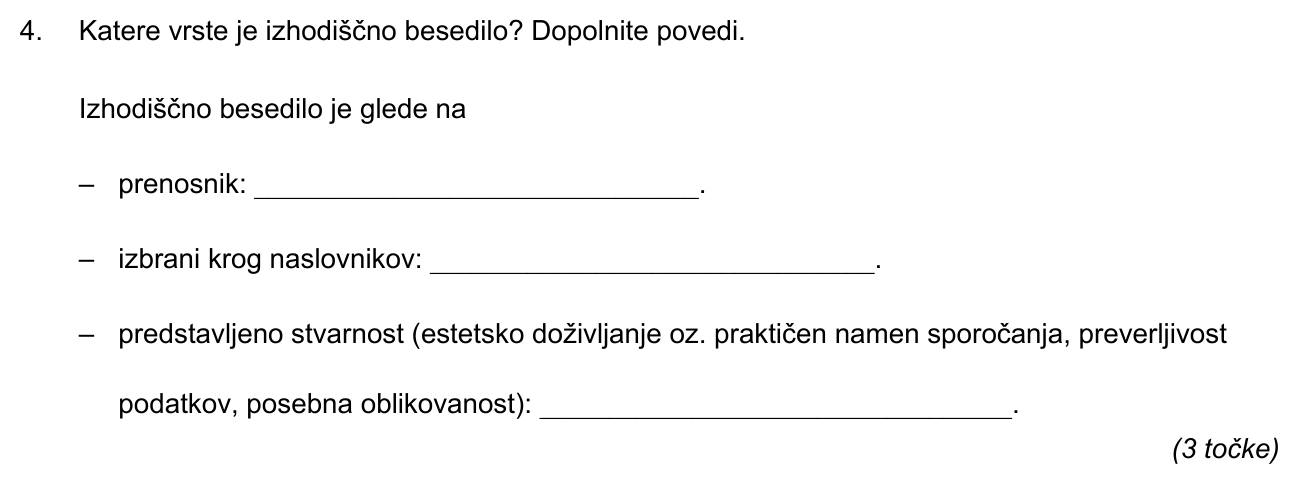 4. Katere vrste je izhodiščno besedilo? Dopolnite povedi.
Izhodiščno besedilo je glede na
– prenosnik: ______________________________.
– izbrani krog naslovnikov: ______________________________.
– predstavljeno stvarnost (estetsko doživljanje oz. praktičen namen sporočanja, preverljivost
podatkov, posebna oblikovanost): ________________________________.
(3 točke)